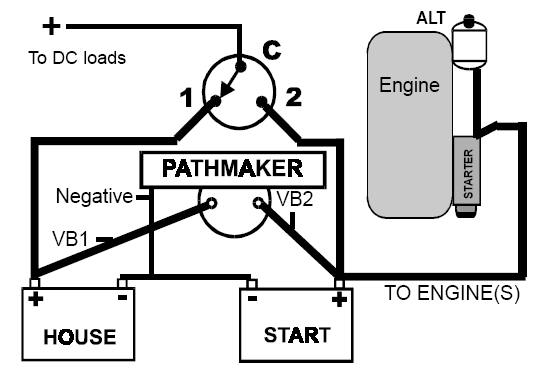 +
To DC loads
C
1
2
ALT
Engine
STARTER
PATHMAKER
Negative
VB1
VB2
+
-
-
+
HOUSE
START
TO ENGINE(S)